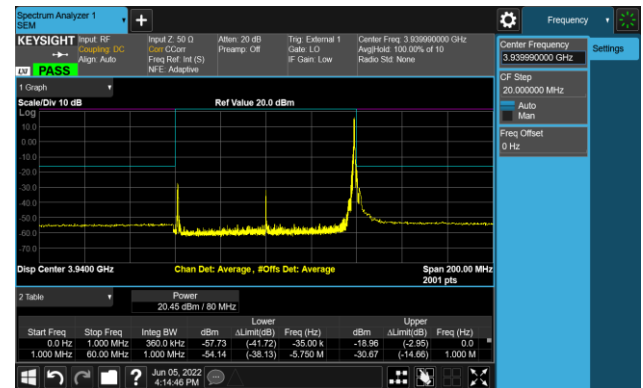 Spectrum Analyzer 1
SEM
+
Frequency
KEYSIGHT Input: RF Input Z: 50 Ω Atten: 20 dB Trig: External 1 Center Freq: 3.939990000 GHz
Coupling: DC Corr CCorr Preamp: Off Gate: LO Avg|Hold: 100.00% of 10
Align: Auto Freq Ref: Int (S) IF Gain: Low Radio Std: None
NFE: Adaptive
LXI PASS
Center Frequency
3.939990000 GHz
Settings
CF Step
20.000000 MHz
Auto
Man
Freq Offset
0 Hz
1 Graph
Scale/Div 10 dB Ref Value 20.0 dBm
Log
10.0
0.00
-10.0
-20.0
-30.0
-40.0
-50.0
-60.0
-70.0
Disp Center 3.9400 GHz Chan Det: Average, #Offs Det: Average Span 200.00 MHz
2001 pts
2 Table Power
20.45 dBm / 80 MHz
Lower Upper
Start Freq Stop Freq Integ BW dBm ΔLimit(dB) Freq (Hz) dBm ΔLimit(dB) Freq (Hz)
0.0 Hz 1.000 MHz 360.0 kHz -57.73 (-41.72) -35.00 k -18.96 (-2.95) 0.0
1.000 MHz 60.00 MHz 1.000 MHz -54.14 (-38.13) -5.750 M -30.67 (-14.66) 1.000 M
? Jun 05, 2022
4:14:46 PM